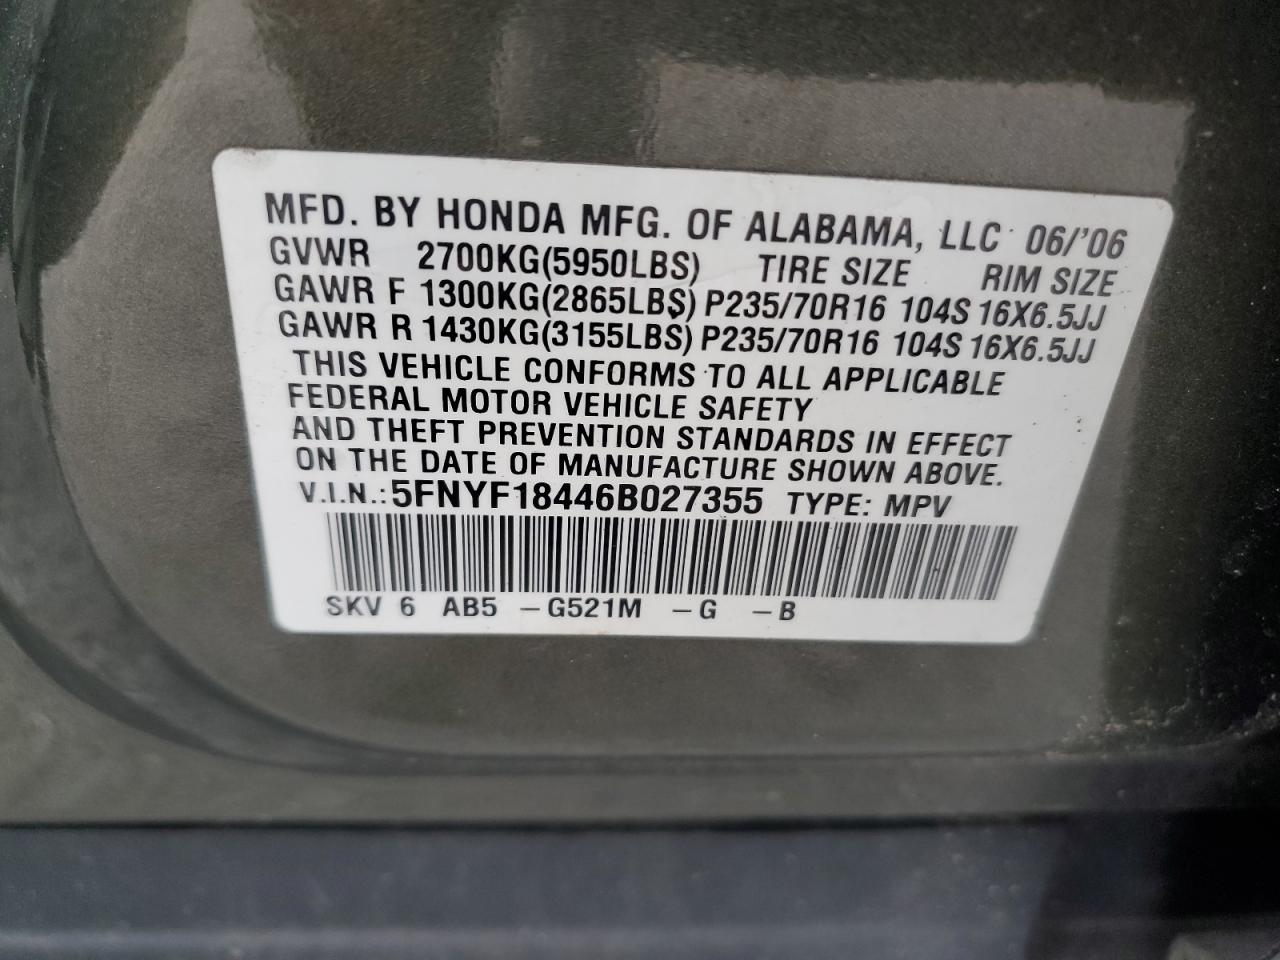 MFD. BY HONDA MFG. OF ALABAMA, LLC 06/'06
GVWR 2700KG(5950LBS) TIRE SIZE RIM SIZE
GAWR F 1300KG(2865LBS) P235/70R16 104S 16X6.5JJ
GAWR R 1430KG(3155LBS) P235/70R16 104S 16X6.5JJ
THIS VEHICLE CONFORMS TO ALL APPLICABLE
FEDERAL MOTOR VEHICLE SAFETY
AND THEFT PREVENTION STANDARDS IN EFFECT
ON THE DATE OF MANUFACTURE SHOWN ABOVE.
V.I.N.: 5FNYF18446B027355 TYPE: MPV
SKV 6 AB5 -G521M -G -B